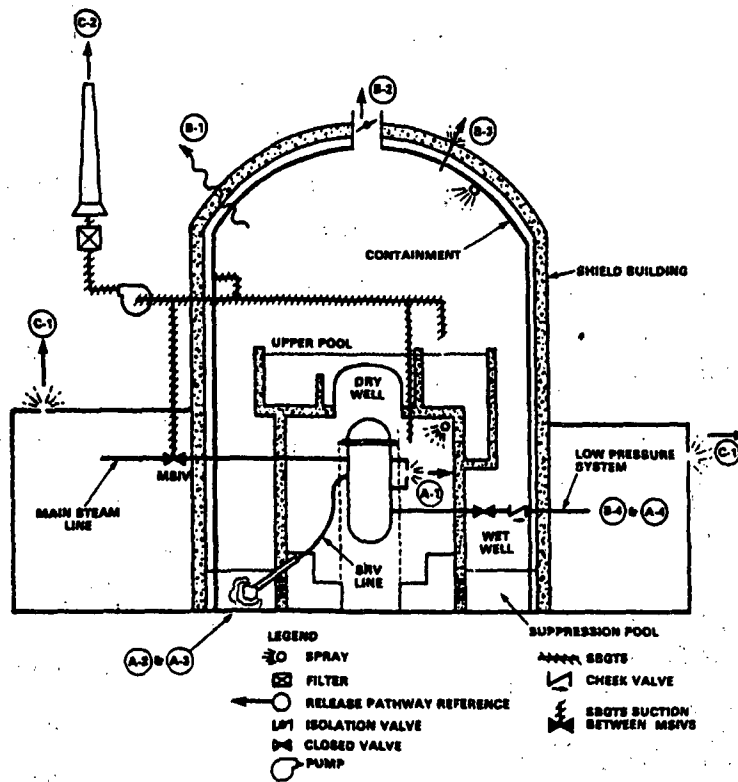 C-2
B-2
B-1
B-3
CONTAINMENT
SHIELD BUILDING
C-1
UPPER POOL
DRY
WELL
C-1
LOW PRESSURE
SYSTEM
MSIV
A-1
MAIN STEAM
LINE
B-4 & A-4
WET
WELL
SRV
LINE
SUPPRESSION POOL
A-2 & A-3
LEGEND
SPRAY
FILTER
RELEASE PATHWAY REFERENCE
ISOLATION VALVE
CLOSED VALVE
PUMP
SBGTS
CHEEK VALVE
SBGTS SUCTION
BETWEEN MSIVS